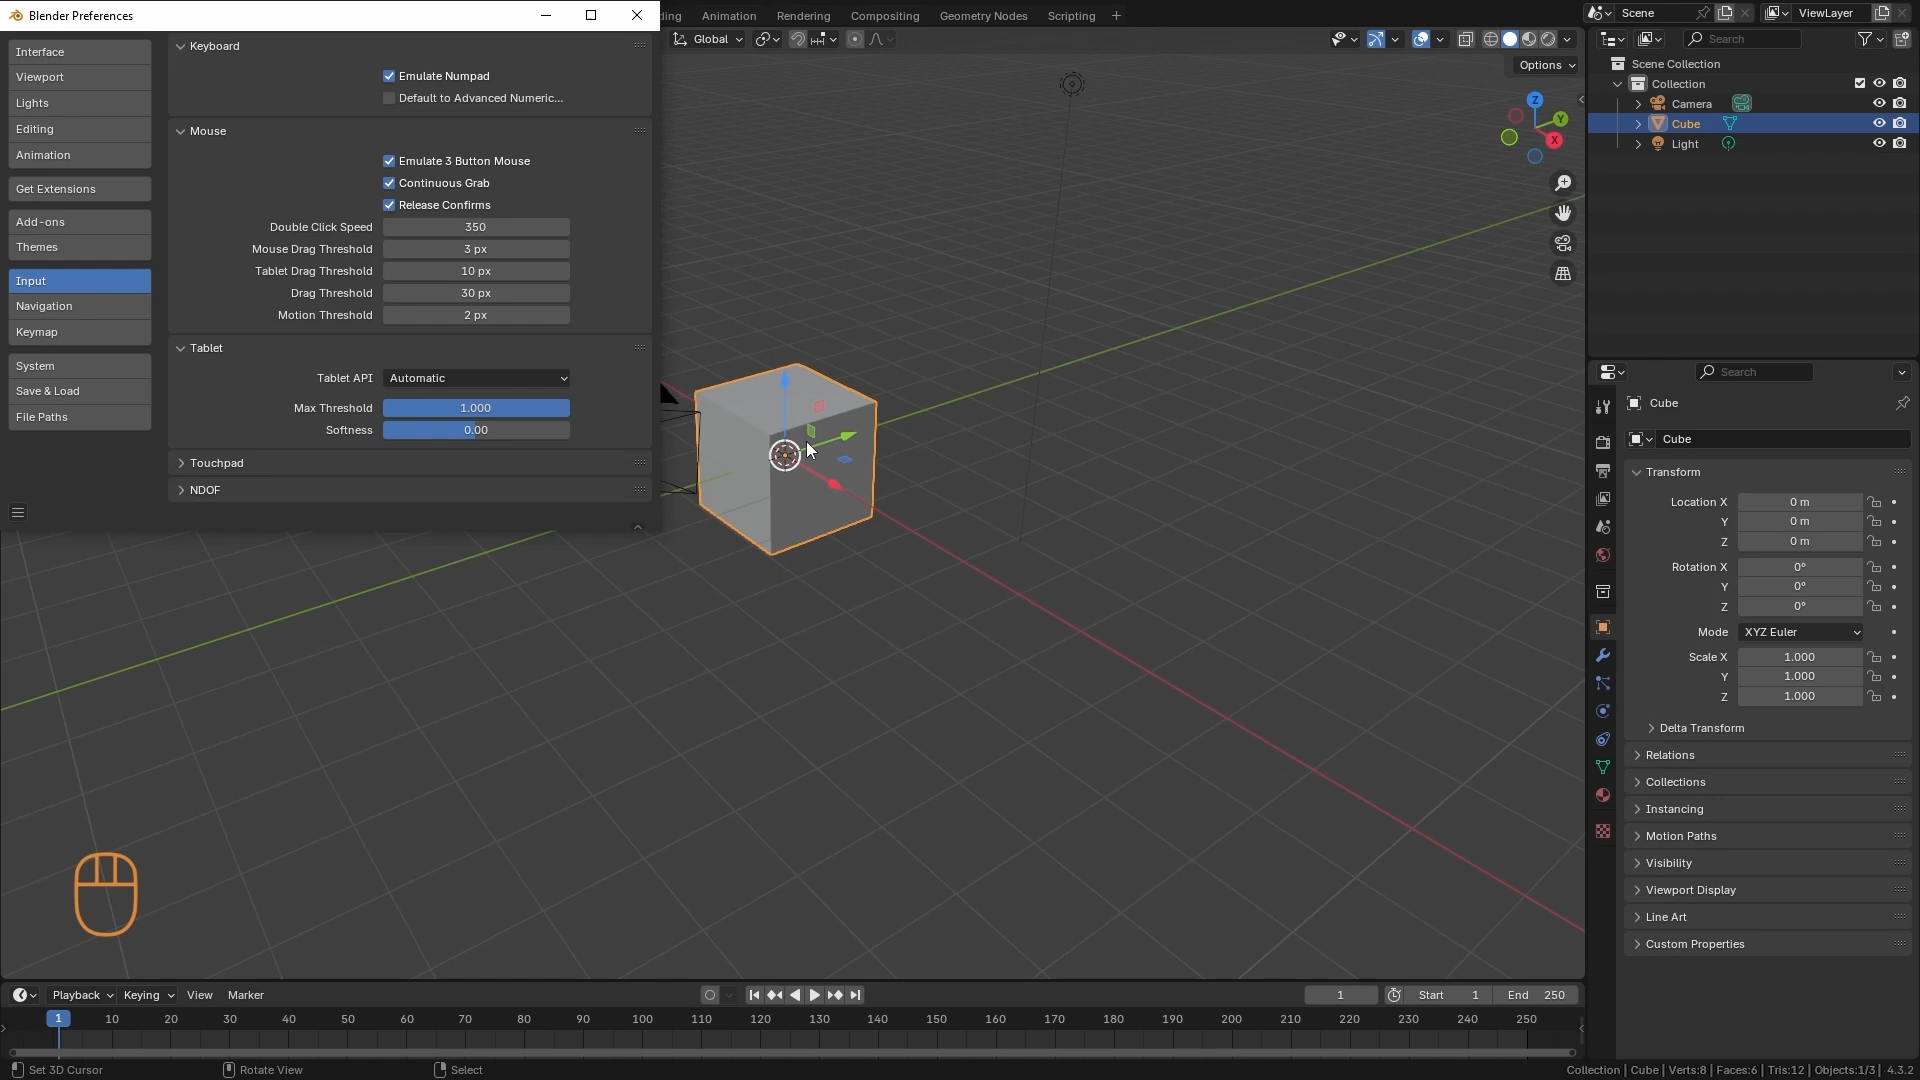 Blender Preferences
Interface
Viewport
Lights
Editing
Animation
Get Extensions
Add-ons
Themes
Input
Navigation
Keymap
System
Save & Load
File Paths
Keyboard
Emulate Numpad
Default to Advanced Numeric...
Mouse
Emulate 3 Button Mouse
Continuous Grab
Release Confirms
Double Click Speed 350
Mouse Drag Threshold 3 px
Tablet Drag Threshold 10 px
Drag Threshold 30 px
Motion Threshold 2 px
Tablet
Tablet API Automatic
Max Threshold 1.000
Softness 0.00
Touchpad
NDOF
ding Animation Rendering Compositing Geometry Nodes Scripting +
Global
Options
Z
Y
X
Scene ViewLayer
Search
Scene Collection
Collection
Camera
Cube
Light
Search
Cube
Cube
Transform
Location X 0 m
Y 0 m
Z 0 m
Rotation X 0°
Y 0°
Z 0°
Mode XYZ Euler
Scale X 1.000
Y 1.000
Z 1.000
Delta Transform
Relations
Collections
Instancing
Motion Paths
Visibility
Viewport Display
Line Art
Custom Properties
Playback Keying View Marker 1 Start 1 End 250
1 10 20 30 40 50 60 70 80 90 100 110 120 130 140 150 160 170 180 190 200 210 220 230 240 250
Set 3D Cursor Rotate View Select Collection | Cube | Verts:8 | Faces:6 | Tris:12 | Objects:1/3 | 4.3.2